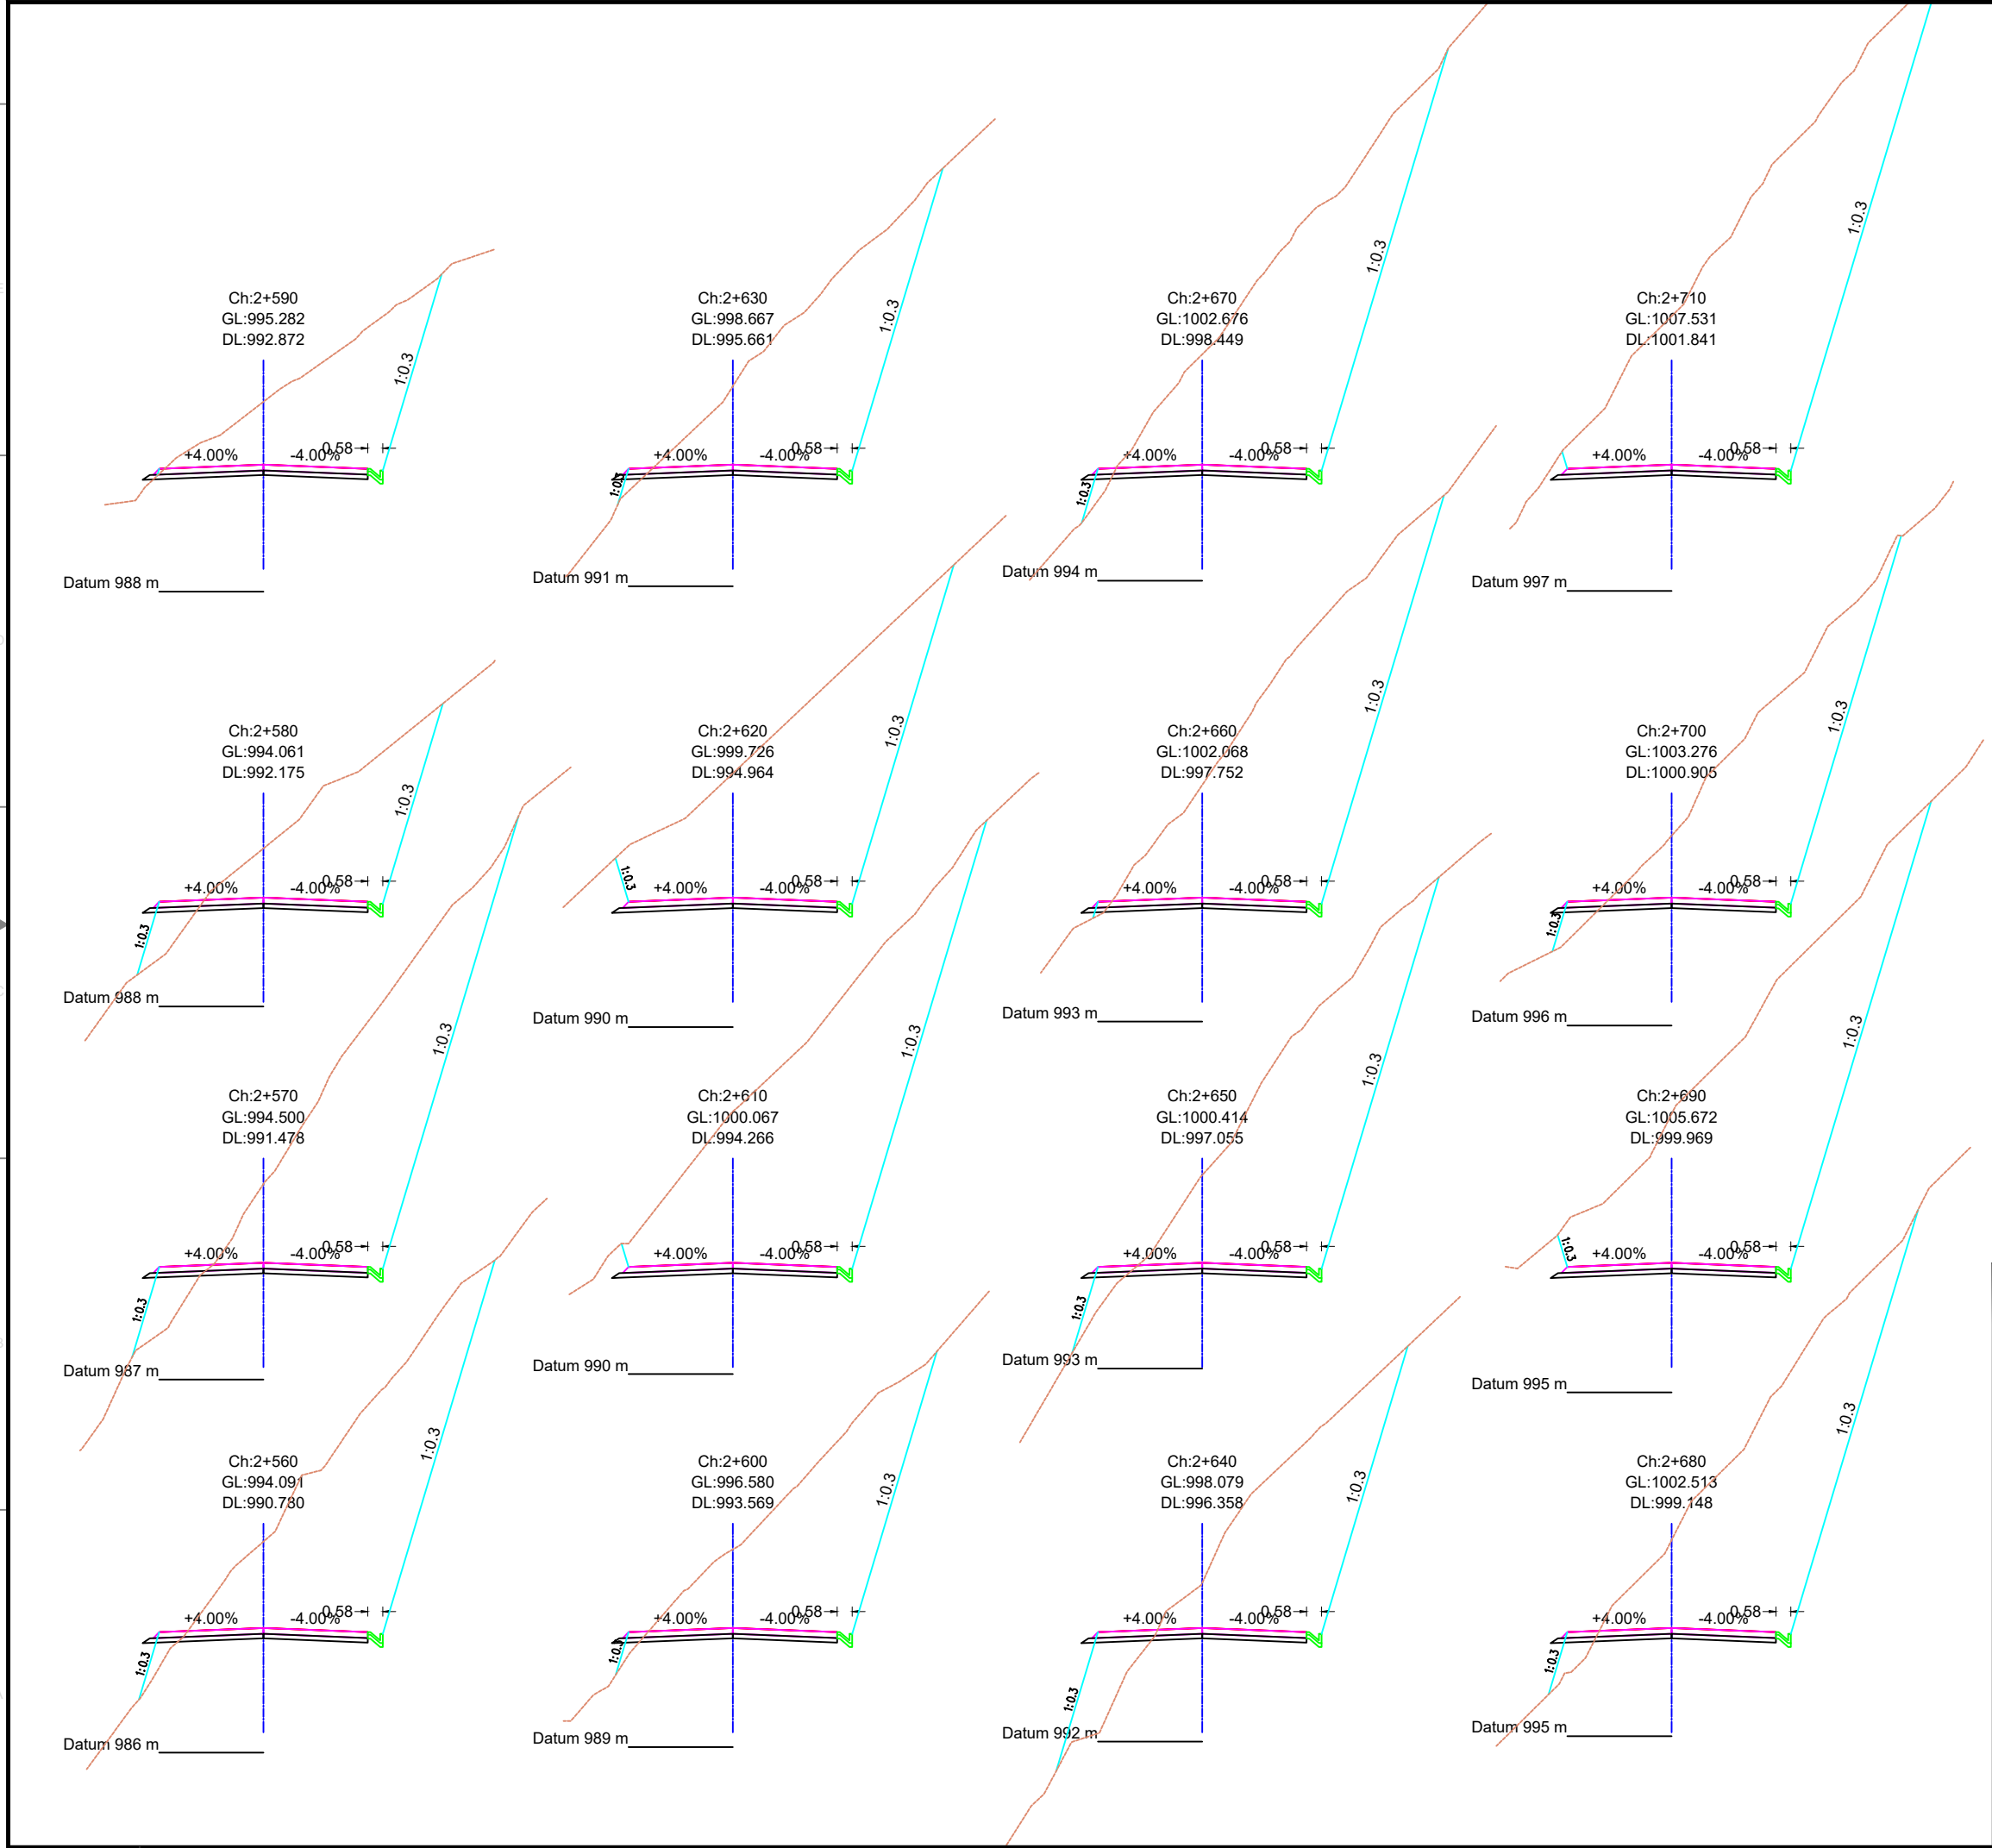 Ch:2+590
GL:995.282
DL:992.872
1:0.3
+4.00%
-4.00%
0.58
Datum 988 m
Ch:2+630
GL:998.667
DL:995.661
1:0.3
1:0.3
+4.00%
-4.00%
0.58
Datum 991 m
Ch:2+670
GL:1002.676
DL:998.449
1:0.3
1:0.3
+4.00%
-4.00%
0.58
Datum 994 m
Ch:2+710
GL:1007.531
DL:1001.841
1:0.3
-4.00%
0.58
Datum 997 m
Ch:2+580
GL:994.061
DL:992.175
1:0.3
1:0.3
+4.00%
-4.00%
0.58
Datum 988 m
Ch:2+620
GL:999.726
DL:994.964
1:0.3
1:0.3
+4.00%
-4.00%
0.58
Datum 990 m
Ch:2+660
GL:1002.068
DL:997.752
1:0.3
+4.00%
-4.00%
0.58
Datum 993 m
Ch:2+700
GL:1003.276
DL:1000.905
1:0.3
1:0.3
+4.00%
-4.00%
0.58
Datum 996 m
Ch:2+570
GL:994.500
DL:991.478
1:0.3
1:0.3
+4.00%
-4.00%
0.58
Datum 987 m
Ch:2+610
GL:1000.067
DL:994.266
1:0.3
+4.00%
-4.00%
0.58
Datum 990 m
Ch:2+650
GL:1000.414
DL:997.055
1:0.3
1:0.3
+4.00%
-4.00%
0.58
Datum 993 m
Ch:2+690
GL:1005.672
DL:999.969
1:0.3
1:0.3
+4.00%
-4.00%
0.58
Datum 995 m
Ch:2+560
GL:994.091
DL:990.780
1:0.3
1:0.3
+4.00%
-4.00%
0.58
Datum 986 m
Ch:2+600
GL:996.580
DL:993.569
1:0.3
1:0.3
+4.00%
-4.00%
0.58
Datum 989 m
Ch:2+640
GL:998.079
DL:996.358
1:0.3
1:0.3
+4.00%
-4.00%
0.58
Datum 992 m
Ch:2+680
GL:1002.513
DL:999.148
1:0.3
1:0.3
+4.00%
-4.00%
0.58
Datum 995 m